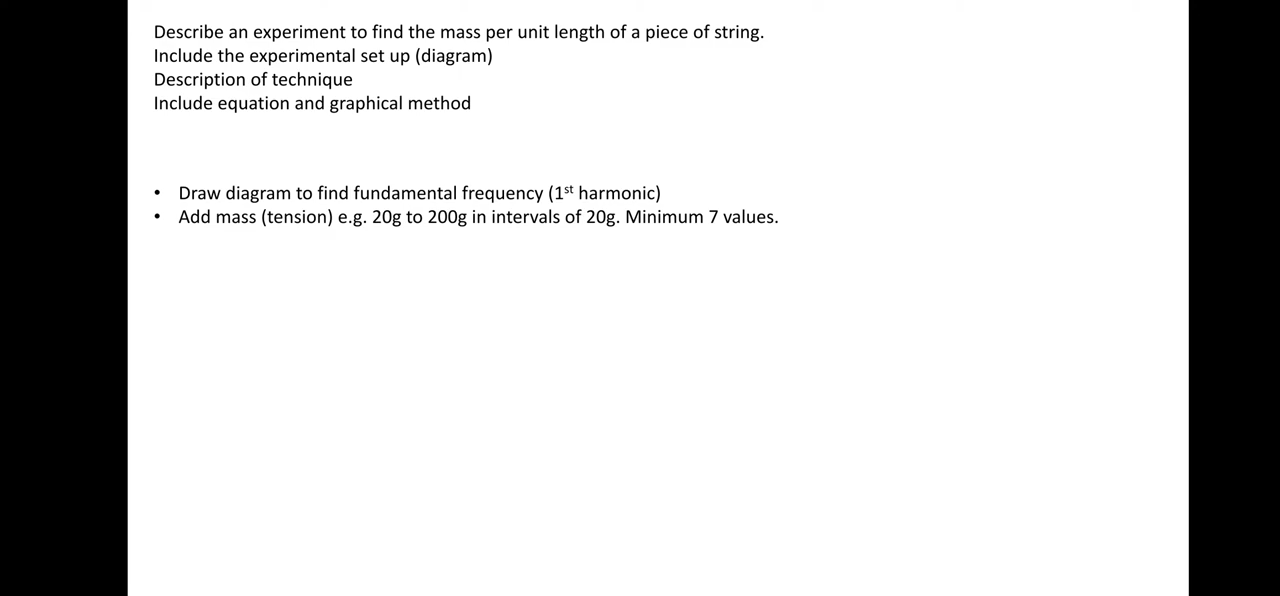 Describe an experiment to find the mass per unit length of a piece of string.
Include the experimental set up (diagram)
Description of technique
Include equation and graphical method
• Draw diagram to find fundamental frequency (1st harmonic)
• Add mass (tension) e.g. 20g to 200g in intervals of 20g. Minimum 7 values.